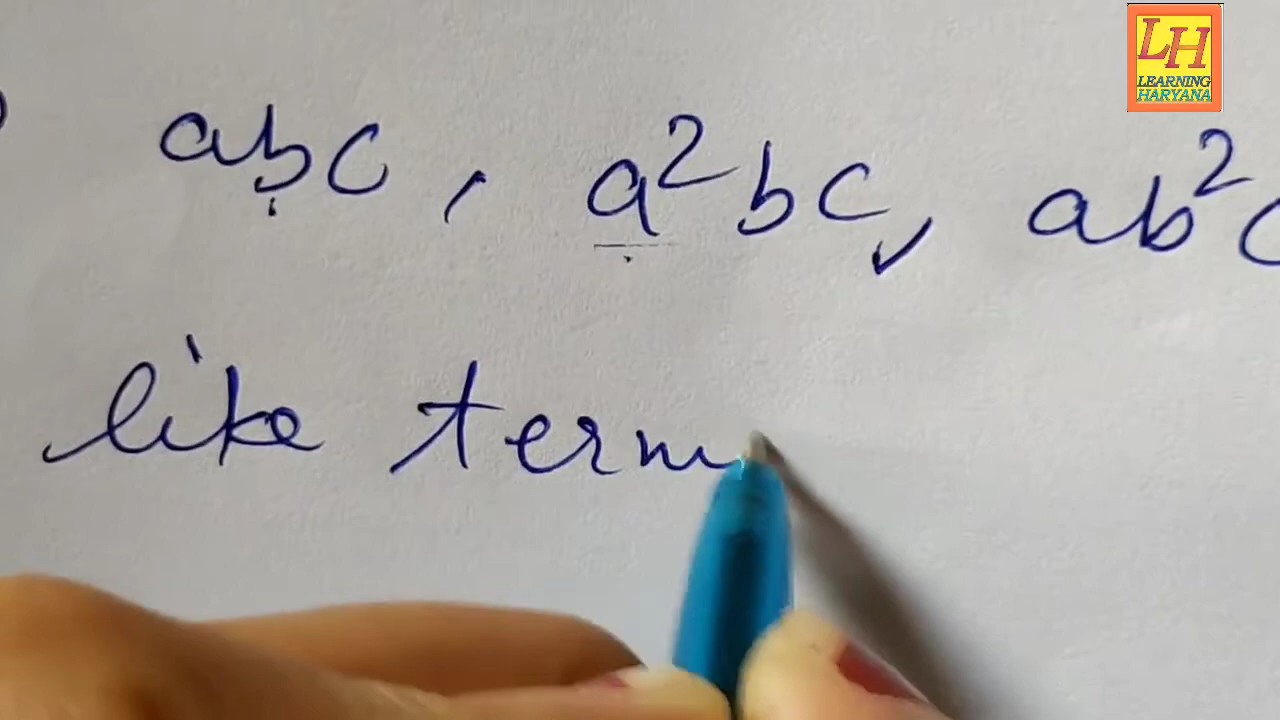 LH
LEARNING
HARYANA
abc, a²bc, ab²c
like term